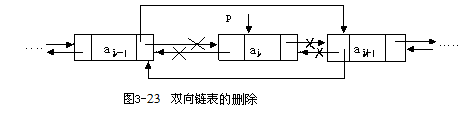 P
..... a_{i-1} a_i a_{i+1} .....
图3-23 双向链表的删除